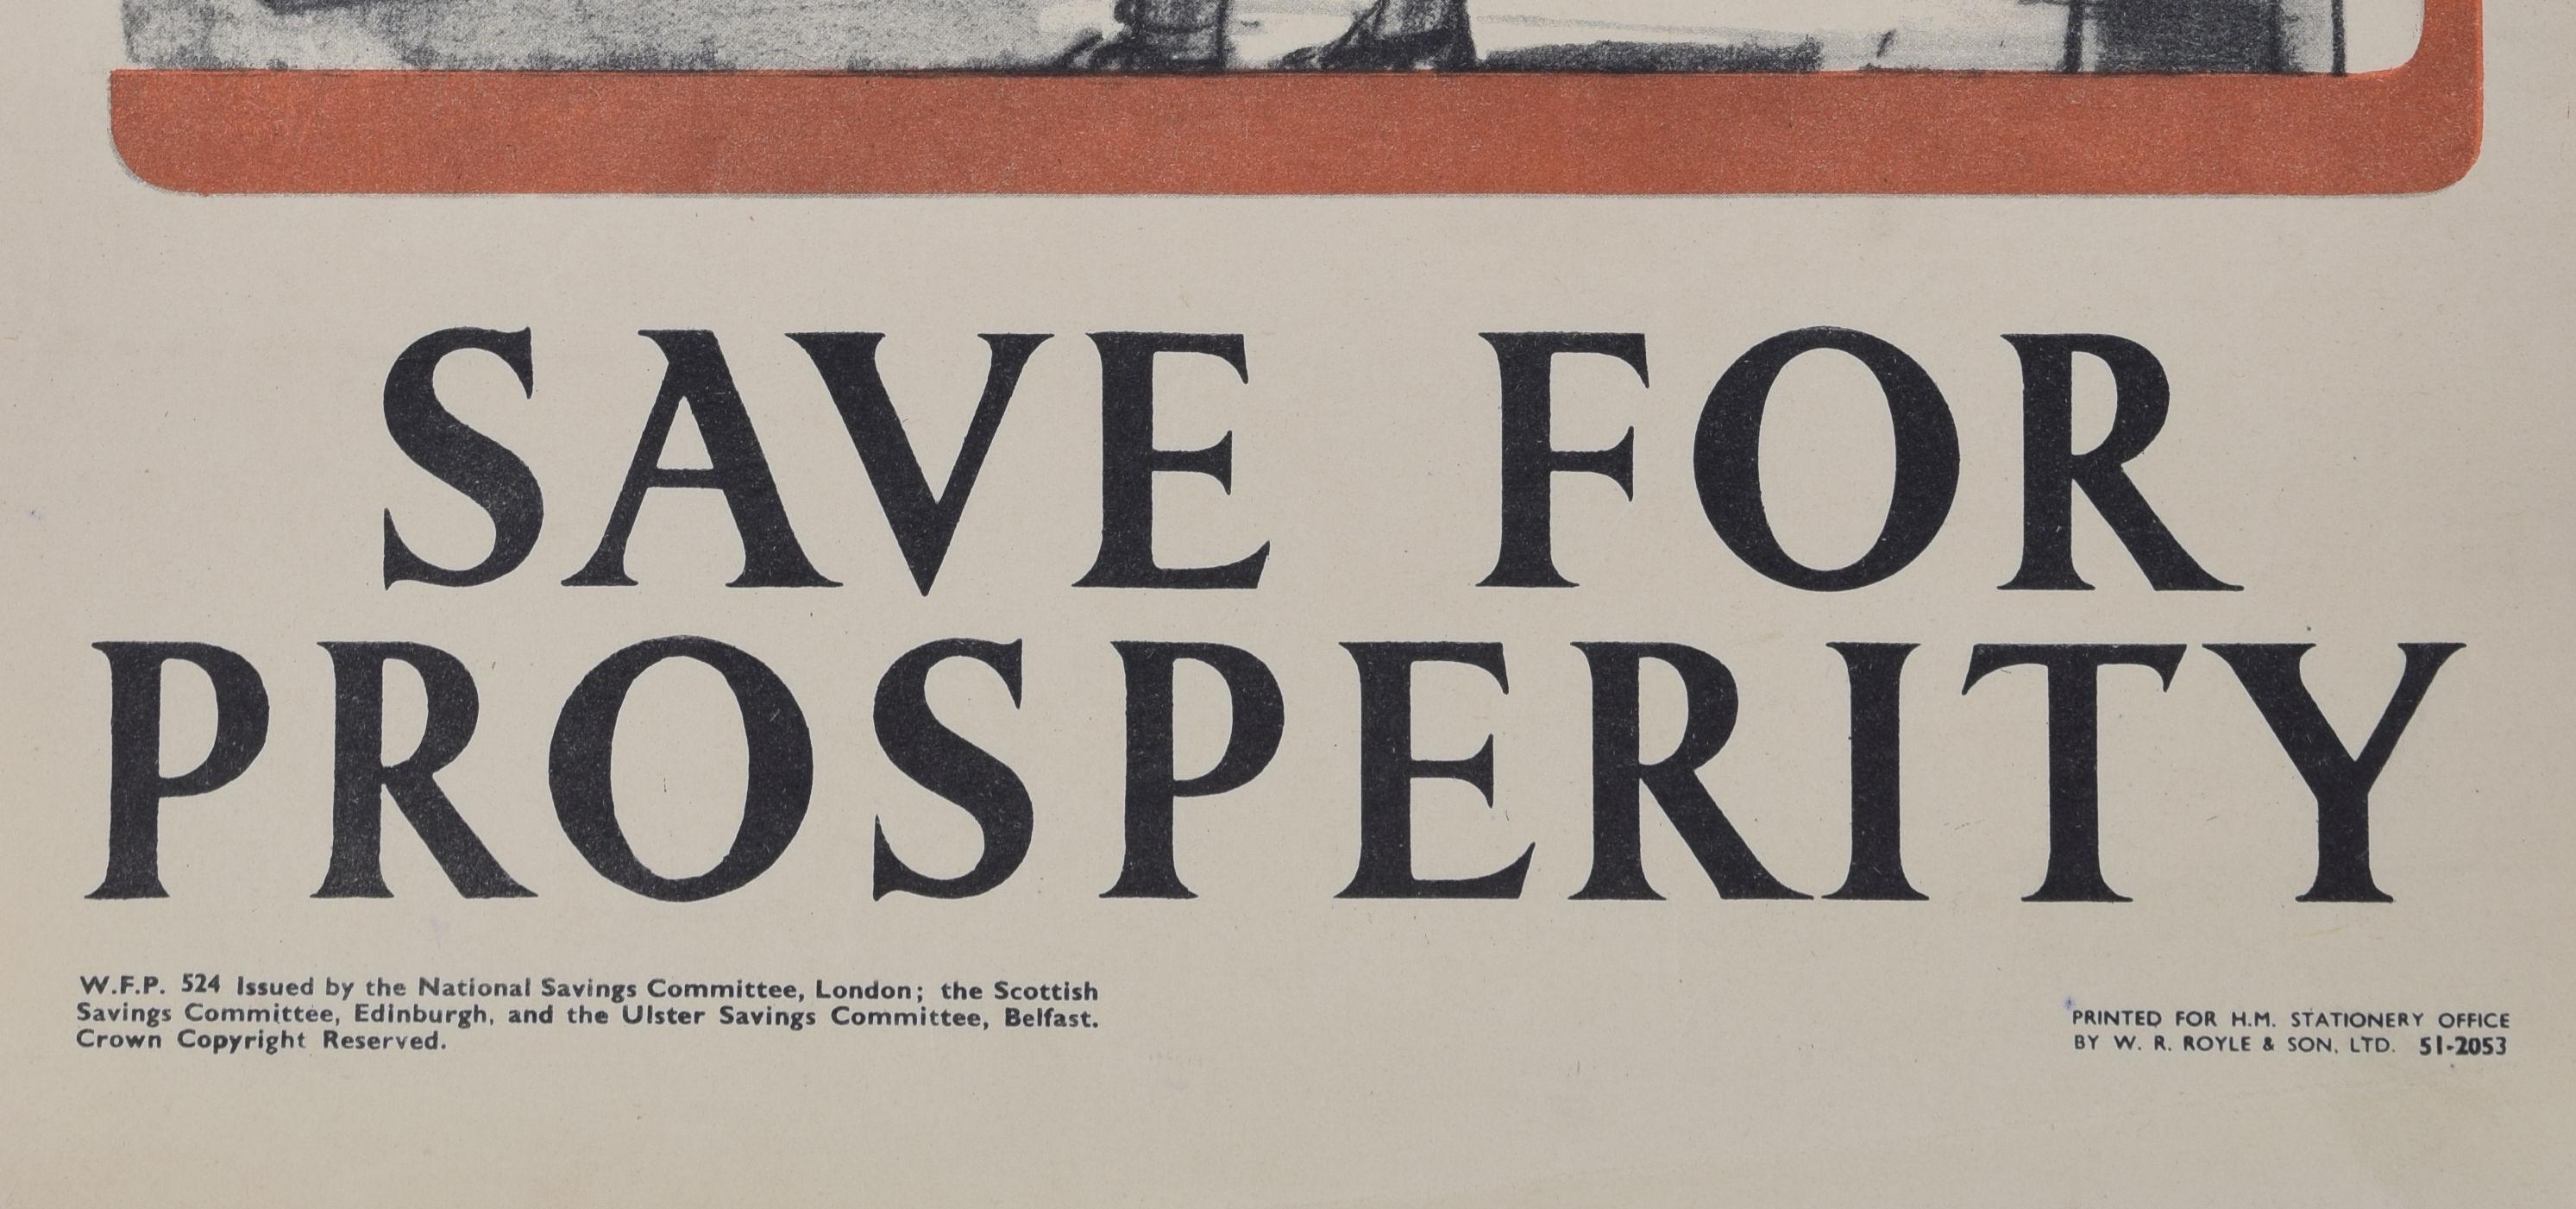 SAVE FOR
PROSPERITY
W.F.P. 524 Issued by the National Savings Committee, London; the Scottish
Savings Committee, Edinburgh, and the Ulster Savings Committee, Belfast.
Crown Copyright Reserved.
PRINTED FOR H.M. STATIONERY OFFICE
BY W. R. ROYLE & SON, LTD. 51-2053